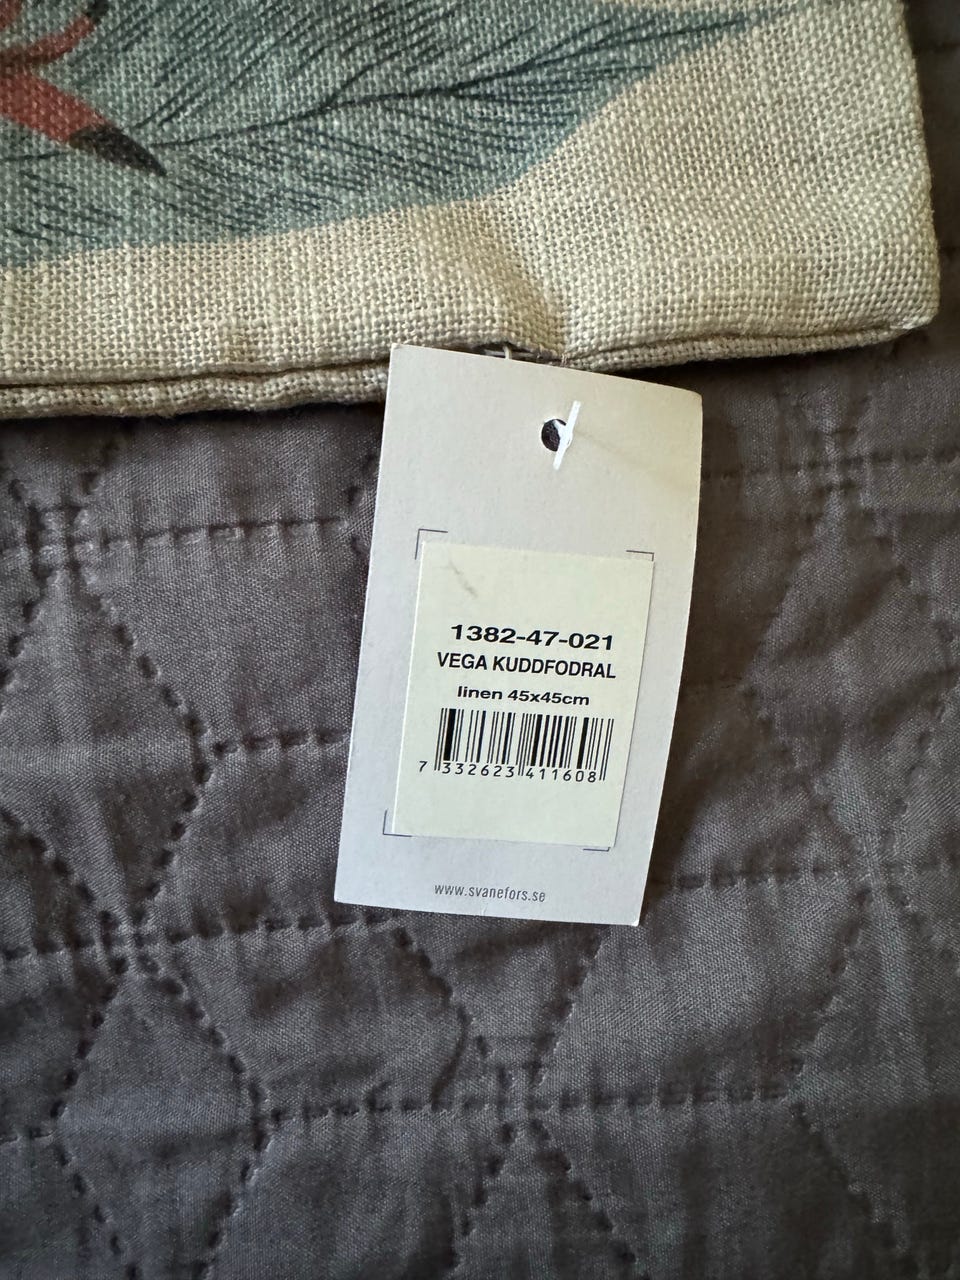 1382-47-021
VEGA KUDDFODRAL
linen 45x45cm
7 332623 411608
www.svanefors.se